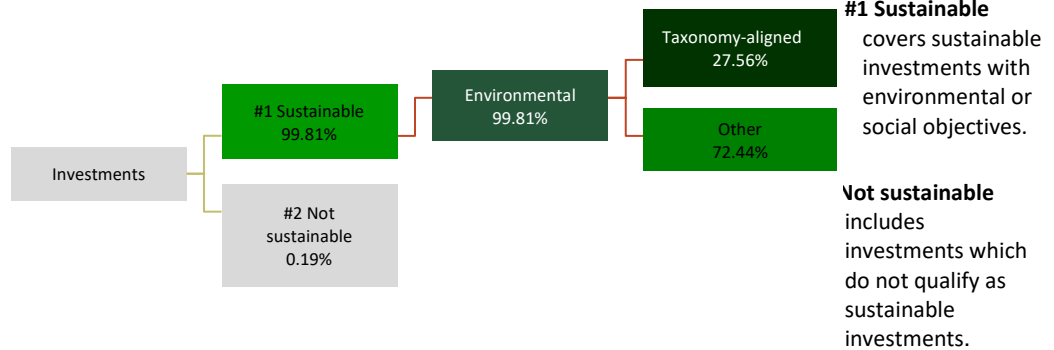 Investments
#1 Sustainable
99.81%
#2 Not
sustainable
0.19%
Environmental
99.81%
Taxonomy-aligned
27.56%
Other
72.44%
#1 Sustainable
covers sustainable
investments with
environmental or
social objectives.
Not sustainable
includes
investments which
do not qualify as
sustainable
investments.